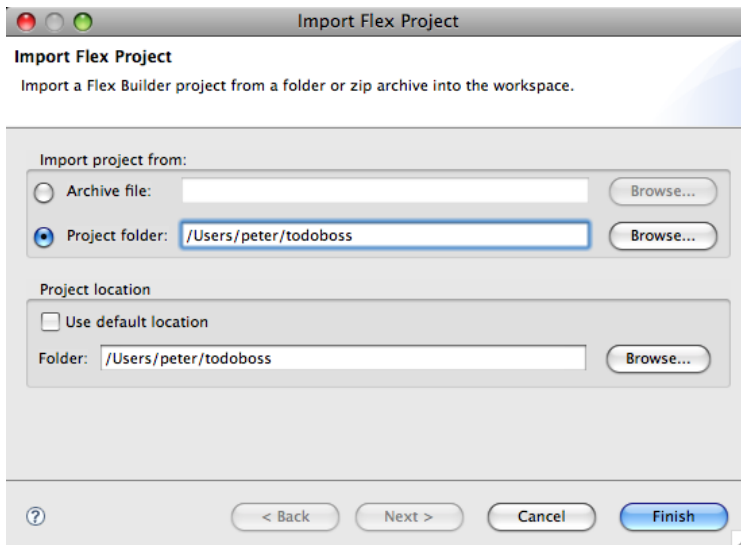 Import Flex Project
Import Flex Project
Import a Flex Builder project from a folder or zip archive into the workspace.
Import project from:
Archive file: Browse...
Project folder: /Users/peter/todoboss Browse...
Project location
Use default location
Folder: /Users/peter/todoboss Browse...
? < Back Next > Cancel Finish